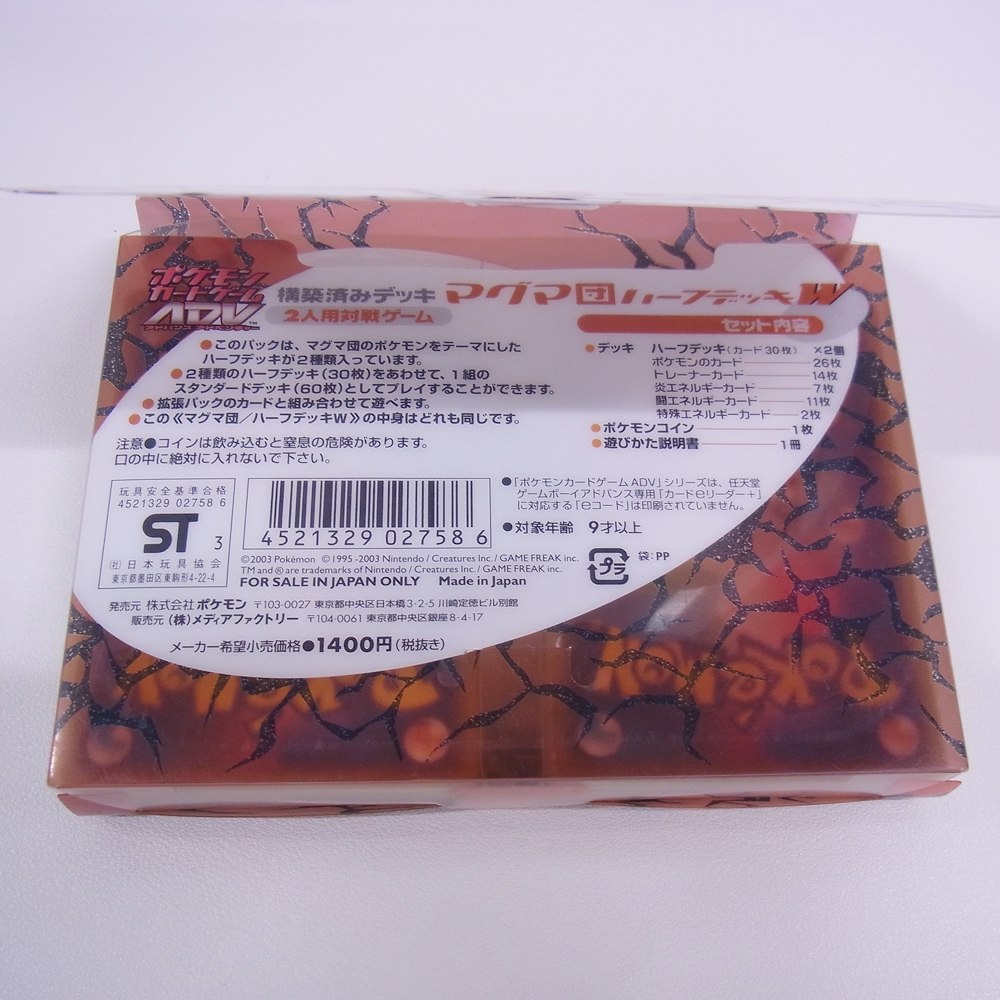 ポケモン
カードゲーム
ADV™
アドバンス アドベンチャー
構築済みデッキ マグマ団ハーフデッキW
2人用対戦ゲーム
●このパックは、マグマ団のポケモンをテーマにした
ハーフデッキが2種類入っています。
●2種類のハーフデッキ(30枚)をあわせて、1組の
スタンダードデッキ(60枚)としてプレイすることができます。
●拡張パックのカードと組み合わせて遊べます。
●この《マグマ団/ハーフデッキW》の中身はどれも同じです。
注意●コインは飲み込むと窒息の危険があります。
口の中に絶対に入れないで下さい。
セット内容
●デッキ ハーフデッキ(カード30枚) ×2個
ポケモンのカード 26枚
トレーナーカード 14枚
炎エネルギーカード 7枚
闘エネルギーカード 11枚
特殊エネルギーカード 2枚
●ポケモンコイン 1枚
●遊びかた説明書 1冊
玩具安全基準合格
4521329 02758 6
ST 3
(社)日本玩具協会
東京都墨田区東駒形4-22-4
4 521329 027586
●「ポケモンカードゲームADV」シリーズは、任天堂
ゲームボーイアドバンス専用「カードeリーダー+」
に対応する「eコード」は印刷されていません。
●対象年齢 9才以上
©2003 Pokémon ©1995-2003 Nintendo / Creatures Inc. / GAME FREAK inc.
TM and ® are trademarks of Nintendo / Creatures Inc. / GAME FREAK inc.
FOR SALE IN JAPAN ONLY Made in Japan
プラ 袋:PP
発売元 株式会社ポケモン 〒103-0027 東京都中央区日本橋3-2-5 川崎定徳ビル別館
販売元 (株)メディアファクトリー 〒104-0061 東京都中央区銀座8-4-17
メーカー希望小売価格●1400円(税抜き)
POKéMON
POKéMON